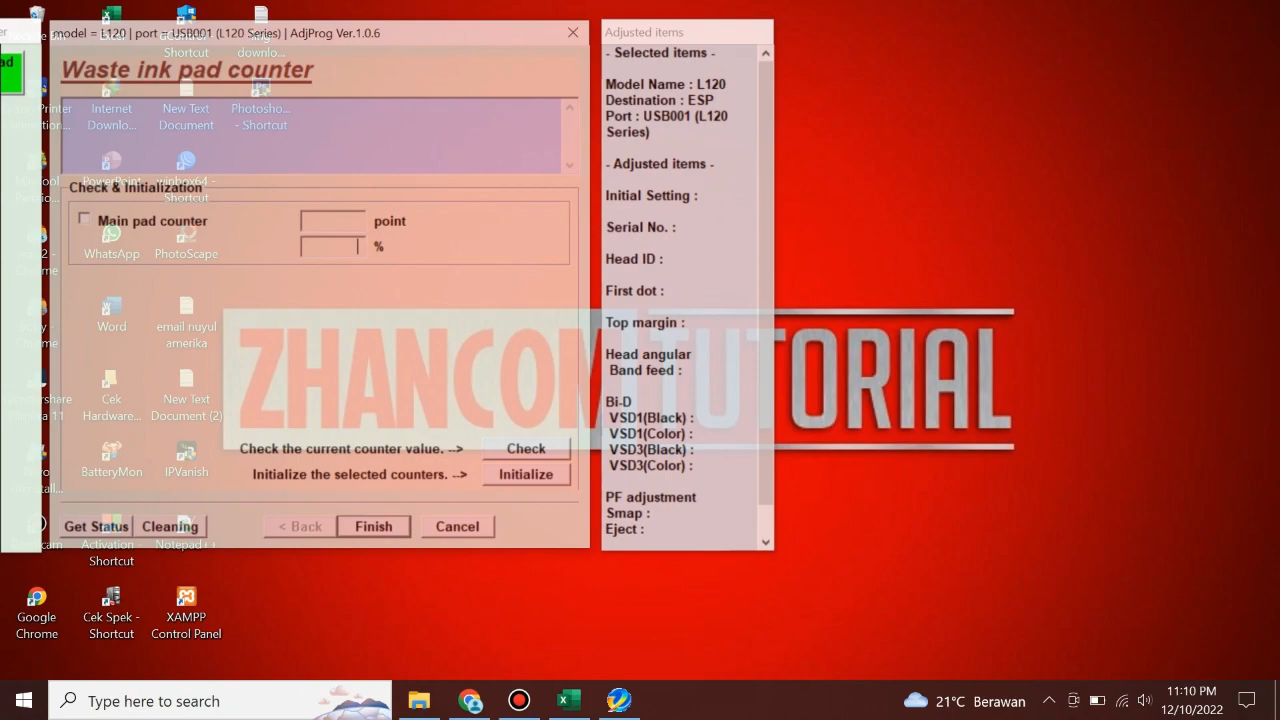 model = L120 | port = USB001 (L120 Series) | AdjProg Ver.1.0.6
Waste ink pad counter
Check & Initialization
Main pad counter
point
%
Check the current counter value. -->
Check
Initialize the selected counters. -->
Initialize
Get Status
Cleaning
< Back
Finish
Cancel
Adjusted items
- Selected items -
Model Name : L120
Destination : ESP
Port : USB001 (L120
Series)
- Adjusted items -
Initial Setting :
Serial No. :
Head ID :
First dot :
Top margin :
Head angular
Band feed :
Bi-D
VSD1(Black) :
VSD1(Color) :
VSD3(Black) :
VSD3(Color) :
PF adjustment
Smap :
Eject :
ZHANCOM TUTORIAL
Excel
Shortcut
downlo...
Internet
Downlo...
New Text
Document
Photosho...
- Shortcut
PowerPoint
winbox64 -
Shortcut
WhatsApp
PhotoScape
Word
email nuyul
amerika
Cek
Hardware...
New Text
Document (2)
BatteryMon
IPVanish
Activation -
Shortcut
Notepad++
Google
Chrome
Cek Spek -
Shortcut
XAMPP
Control Panel
Type here to search
21°C Berawan
11:10 PM
12/10/2022